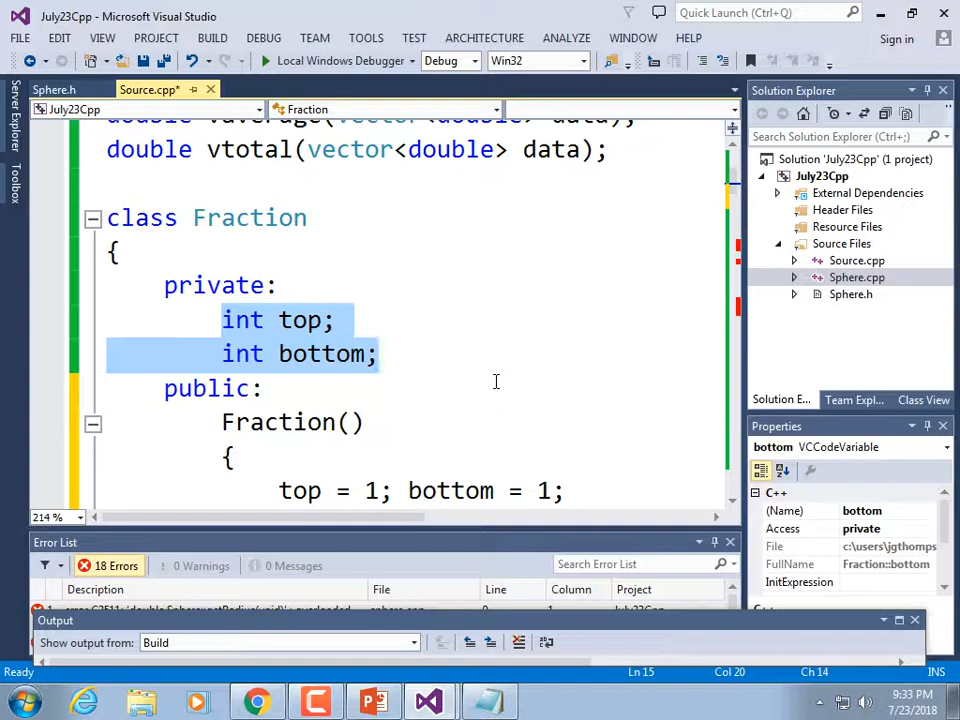 July23Cpp - Microsoft Visual Studio
Quick Launch (Ctrl+Q)
FILE EDIT VIEW PROJECT BUILD DEBUG TEAM TOOLS TEST ARCHITECTURE ANALYZE WINDOW HELP
Sign in
Local Windows Debugger Debug Win32
Server Explorer
Toolbox
Sphere.h Source.cpp*
July23Cpp Fraction
double vtotal(vector<double> data);
class Fraction
{
private:
int top;
int bottom;
public:
Fraction()
{
top = 1; bottom = 1;
214 %
Solution Explorer
Search Solution Explorer (Ctrl+;)
Solution 'July23Cpp' (1 project)
July23Cpp
External Dependencies
Header Files
Resource Files
Source Files
Source.cpp
Sphere.cpp
Sphere.h
Solution E... Team Expl... Class View
Properties
bottom VCCodeVariable
C++
(Name) bottom
Access private
File c:\users\jgthomps
FullName Fraction::bottom
InitExpression
Error List
18 Errors 0 Warnings 0 Messages
Search Error List
Description File Line Column Project
Output
Show output from: Build
Ready Ln 15 Col 20 Ch 14 INS
9:33 PM
7/23/2018